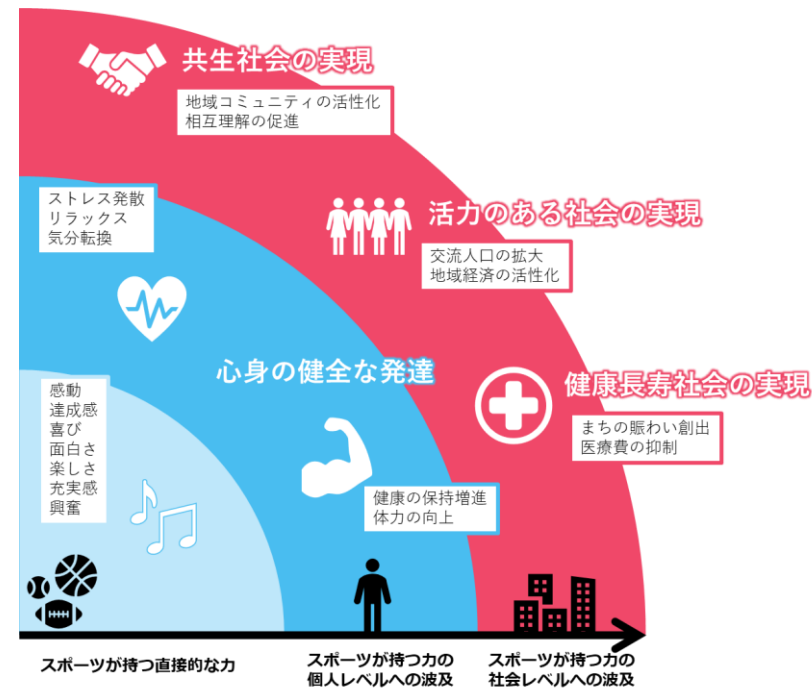 共生社会の実現
地域コミュニティの活性化
相互理解の促進
ストレス発散
リラックス
気分転換
活力のある社会の実現
交流人口の拡大
地域経済の活性化
心身の健全な発達
健康長寿社会の実現
まちの賑わい創出
医療費の抑制
感動
達成感
喜び
面白さ
楽しさ
充実感
興奮
健康の保持増進
体力の向上
スポーツが持つ直接的な力
スポーツが持つ力の
個人レベルへの波及
スポーツが持つ力の
社会レベルへの波及